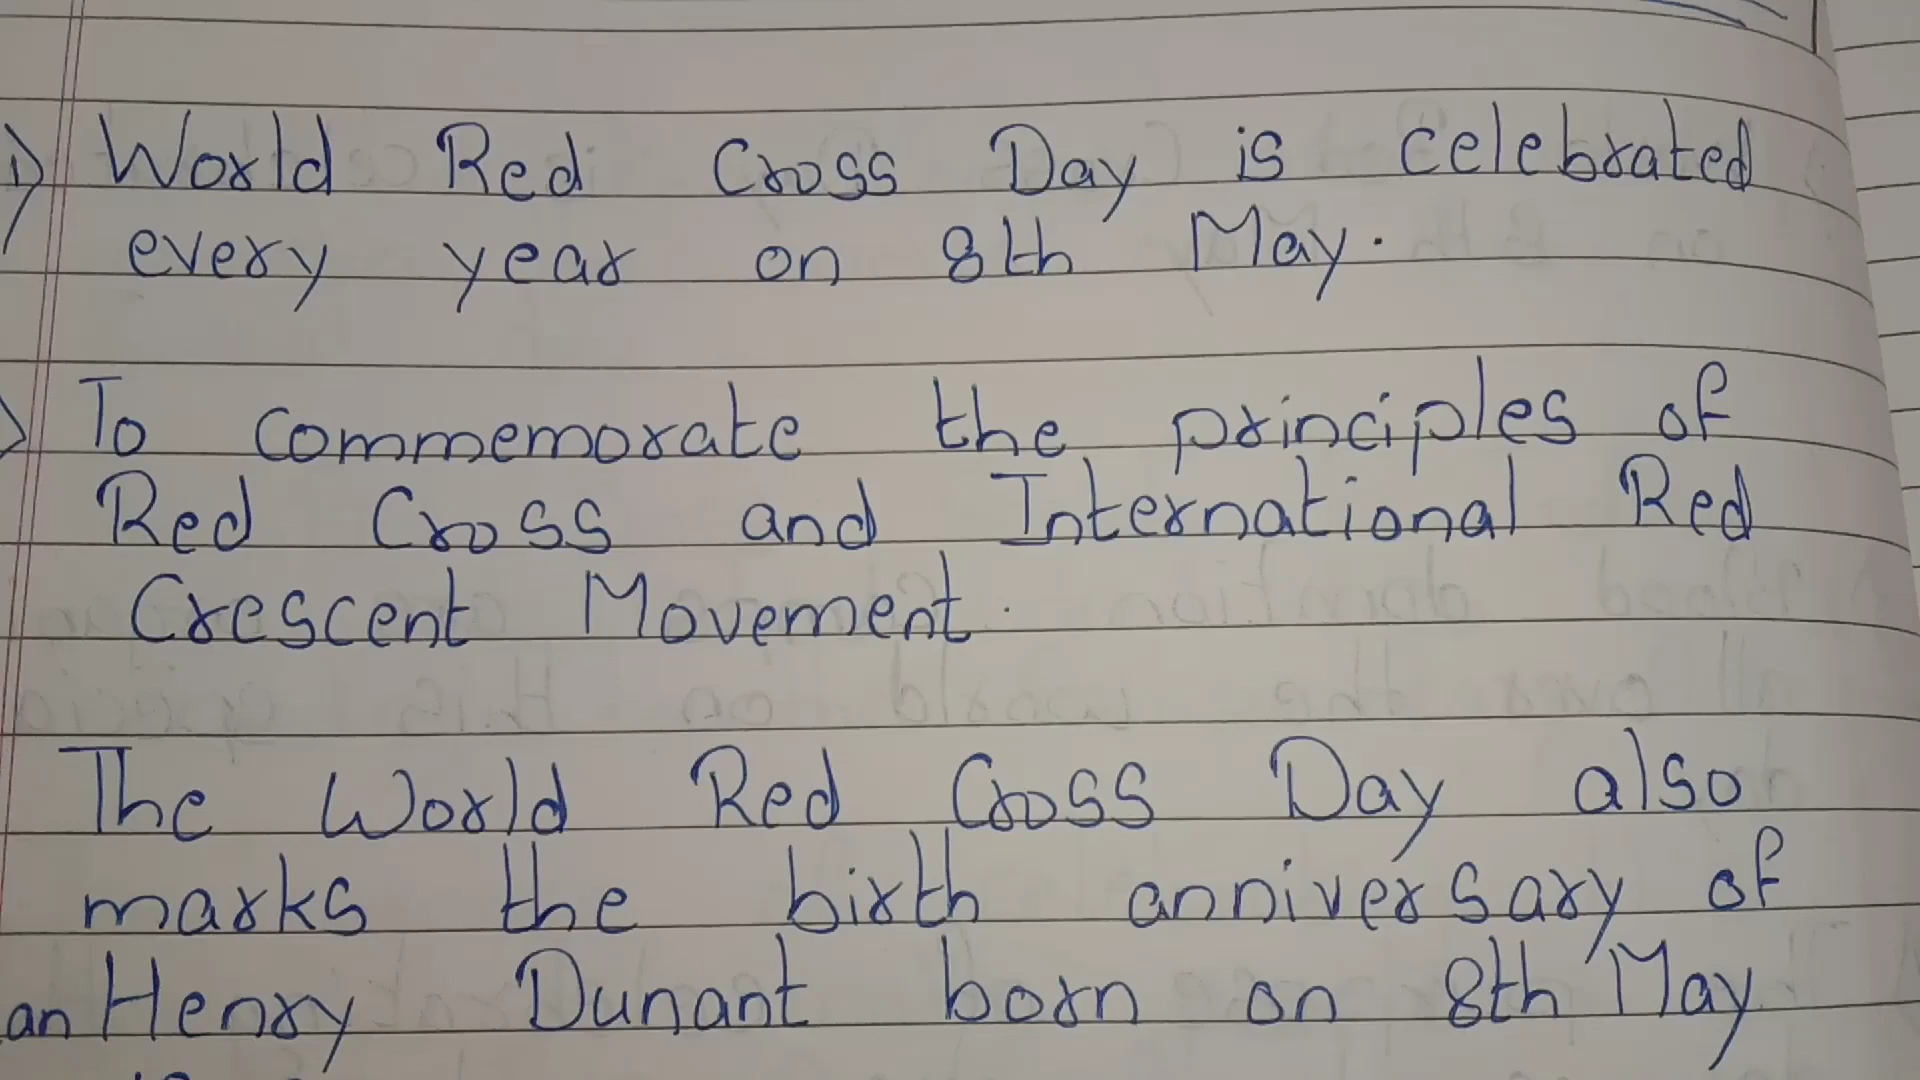 1) World Red Cross Day is celebrated
every year on 8th May.
To commemorate the principles of
Red Cross and International Red
Crescent Movement.
The World Red Cross Day also
marks the birth anniversary of
Henry Dunant born on 8th May